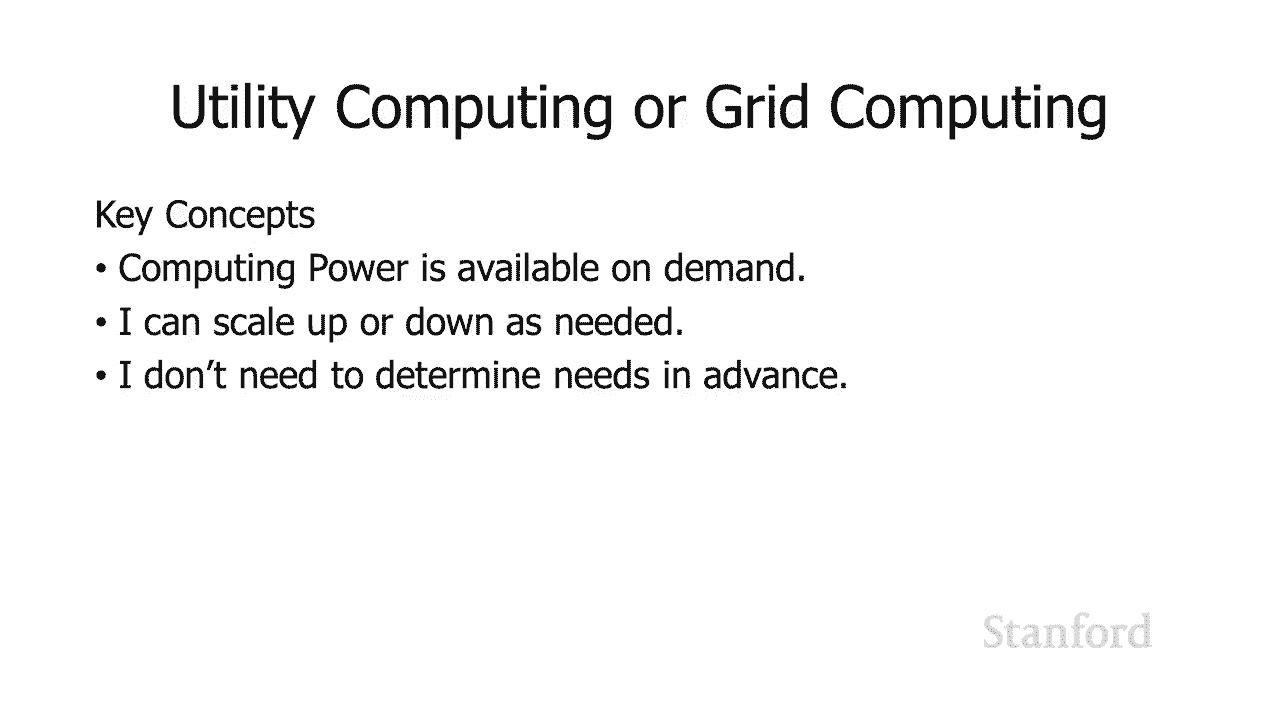 Utility Computing or Grid Computing
Key Concepts
• Computing Power is available on demand.
• I can scale up or down as needed.
• I don’t need to determine needs in advance.
Stanford